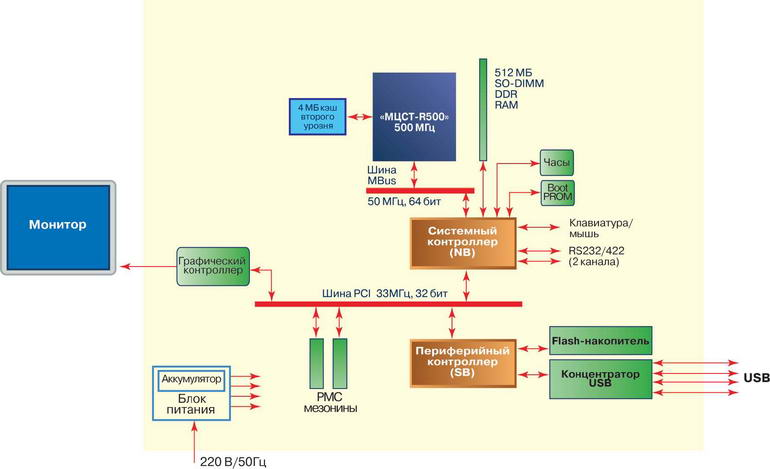 4 МБ кэш
второго
уровня
«МЦСТ-R500»
500 МГц
512 МБ
SO-DIMM
DDR
RAM
Шина
MBus
50 МГц, 64 бит
Часы
Boot
PROM
Системный
контроллер
(NB)
Клавиатура/
мышь
RS232/422
(2 канала)
Монитор
Графический
контроллер
Шина PCI 33МГц, 32 бит
PMC
мезонины
Периферийный
контроллер
(SB)
Flash-накопитель
Концентратор
USB
USB
Аккумулятор
Блок
питания
220 В/50Гц